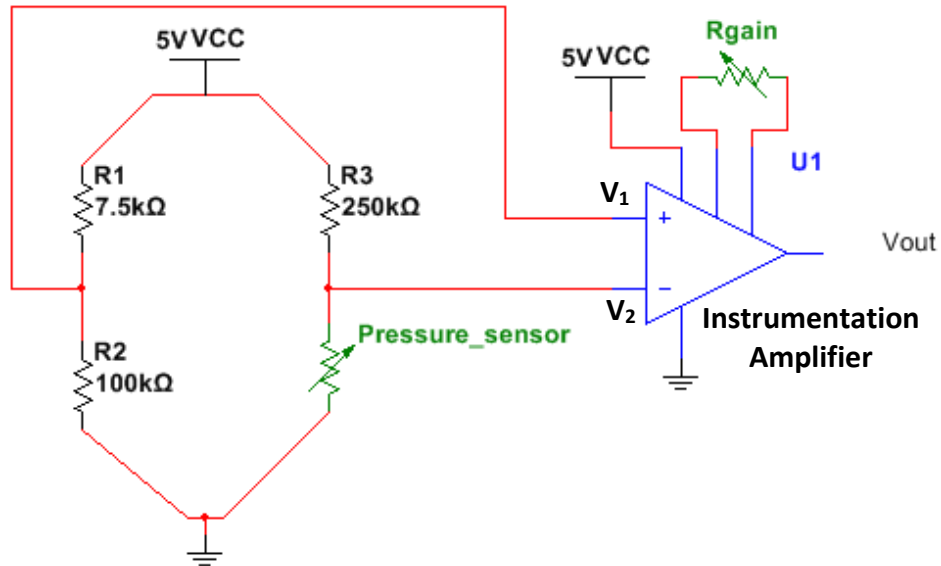 5V VCC
Rgain
5V VCC
R1
7.5kΩ
R3
250kΩ
U1
V₁
+
Vout
−
V₂
Instrumentation
Amplifier
Pressure_sensor
R2
100kΩ